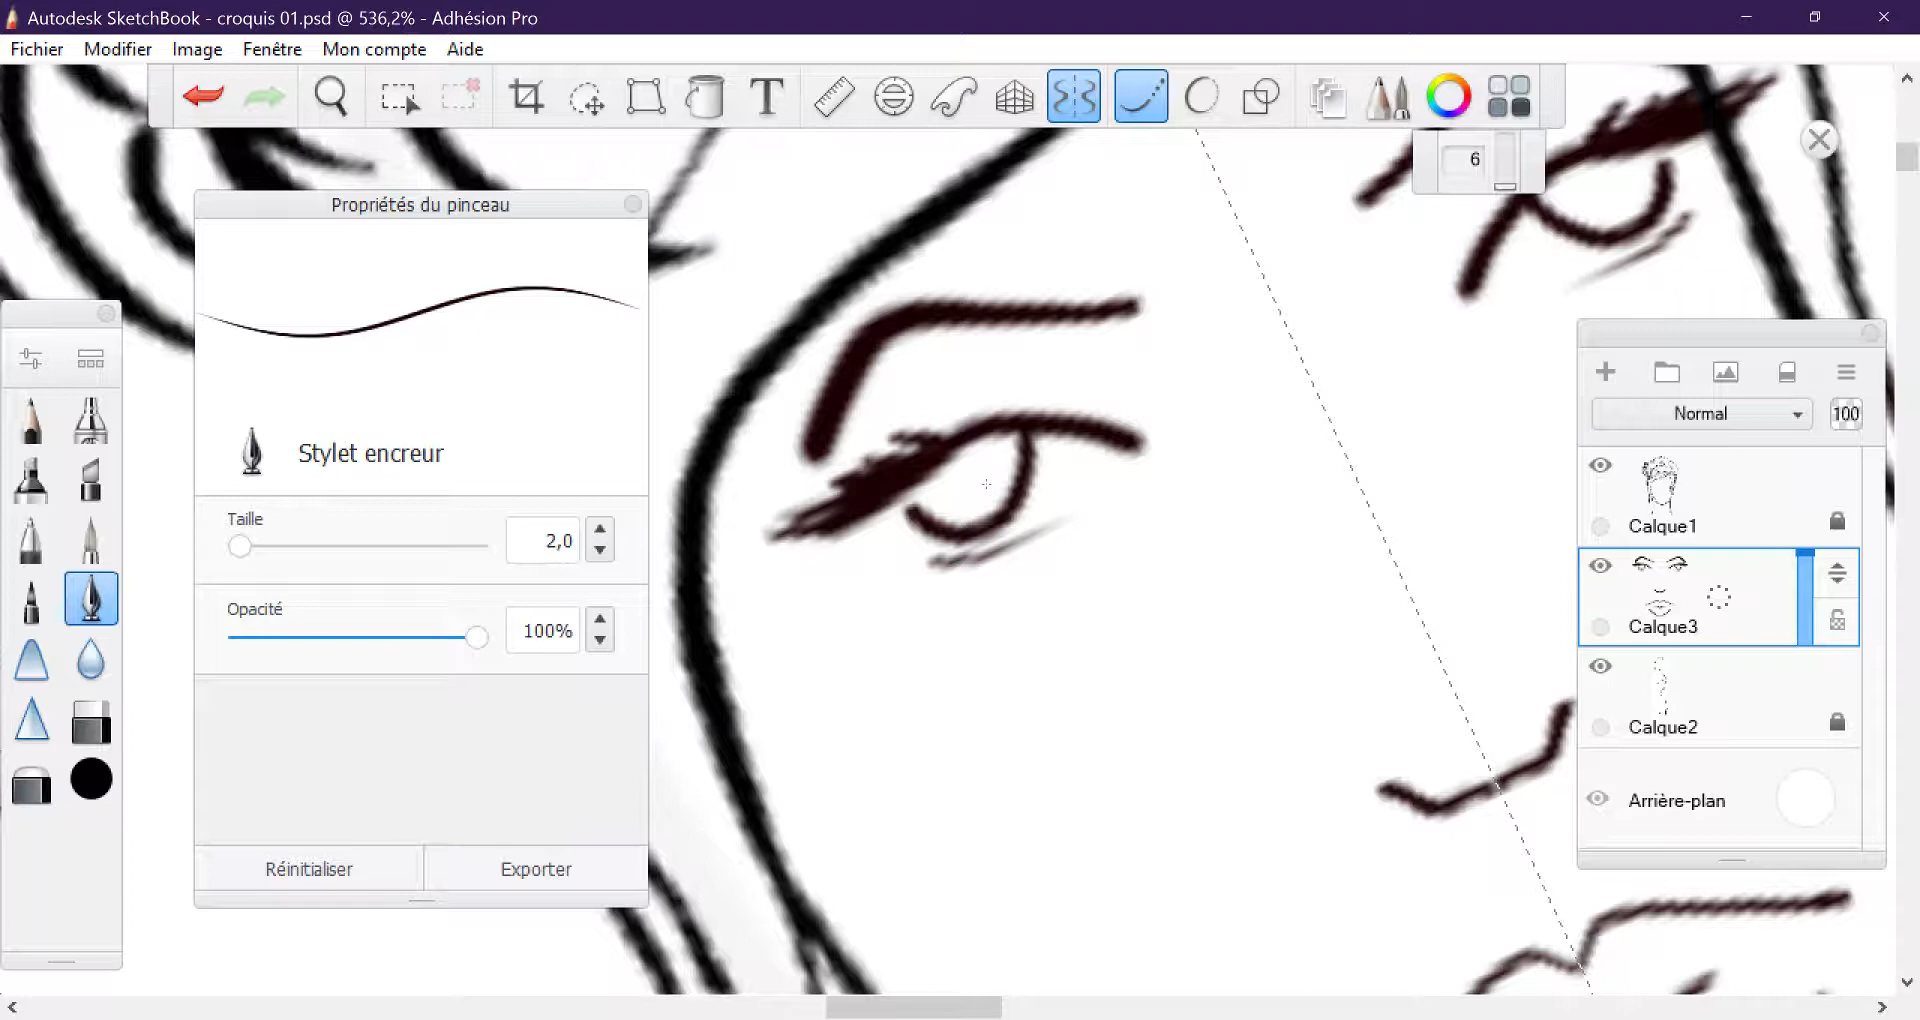 Autodesk SketchBook - croquis 01.psd @ 536,2% - Adhésion Pro
Fichier Modifier Image Fenêtre Mon compte Aide
6
Propriétés du pinceau
Stylet encreur
Taille
2,0
Opacité
100%
Réinitialiser Exporter
Normal 100
Calque1
Calque3
Calque2
Arrière-plan